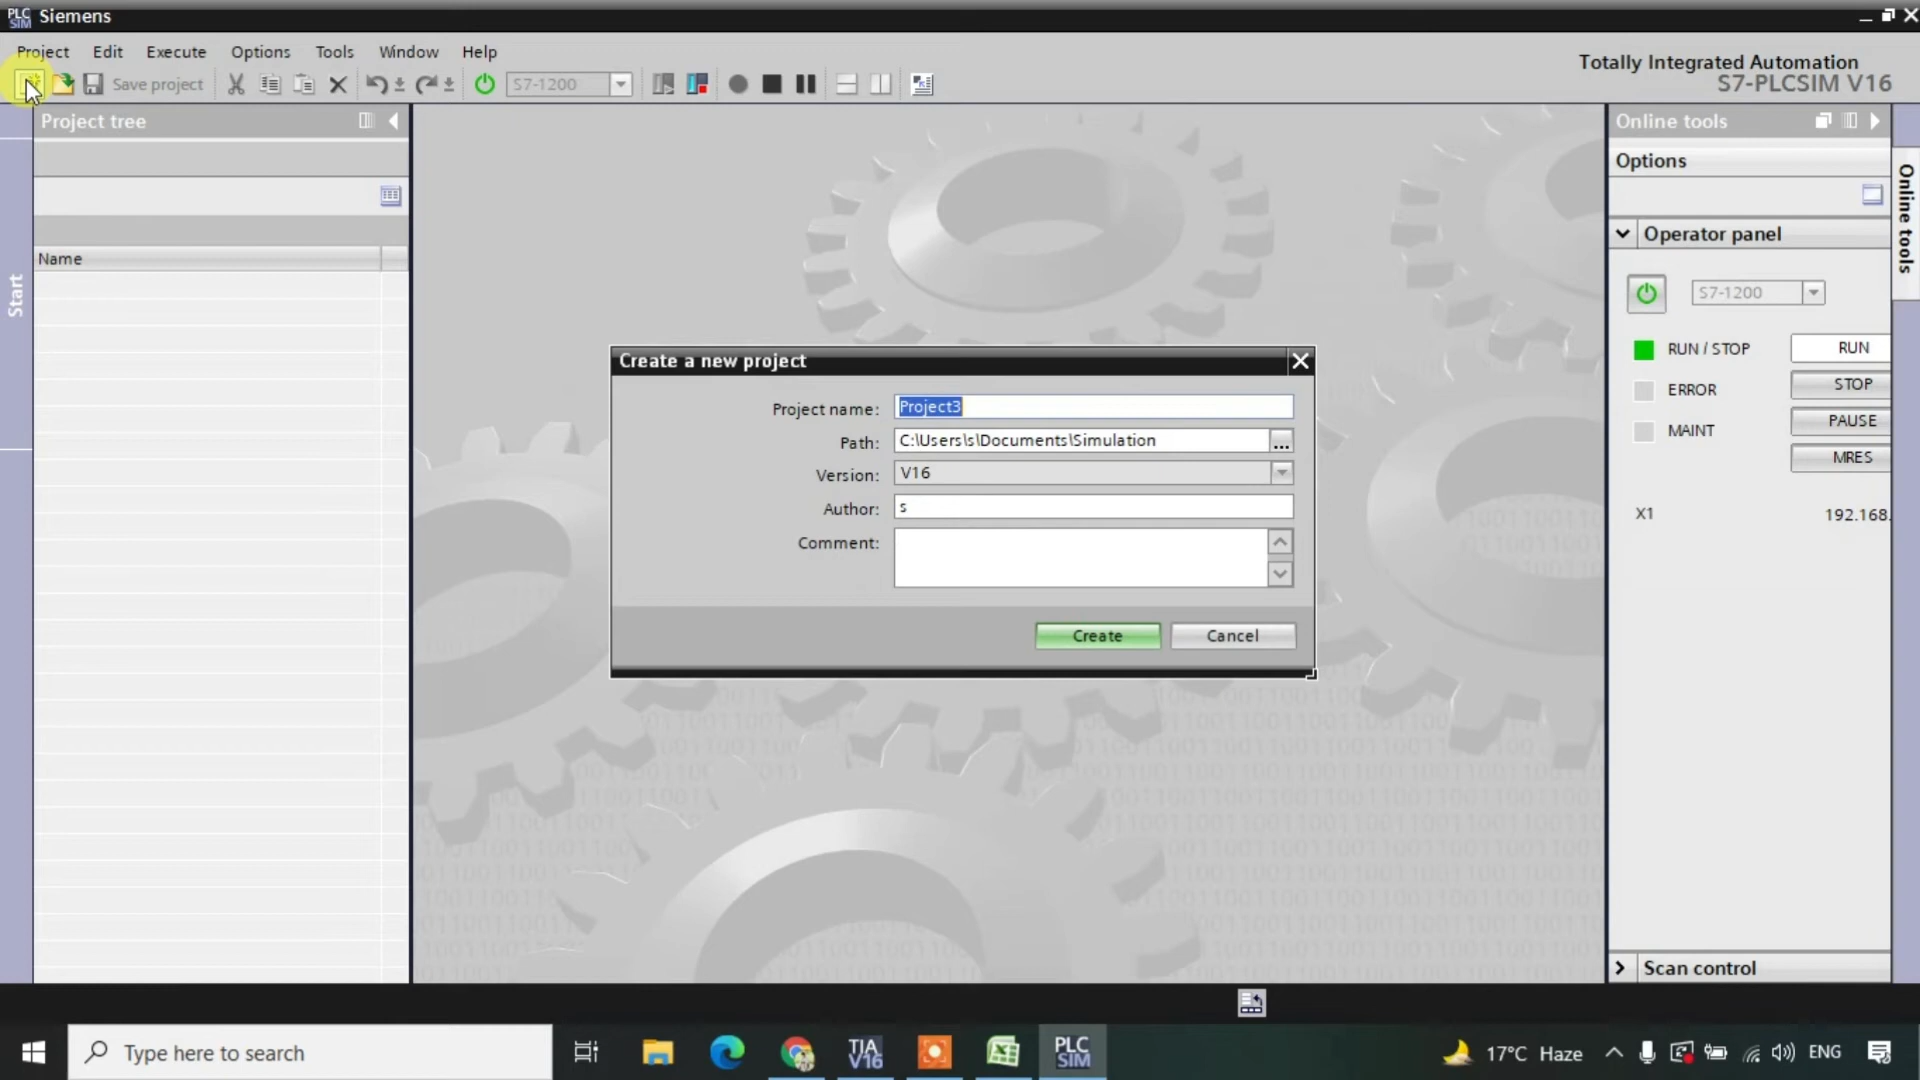 PLC SIM Siemens
Project Edit Execute Options Tools Window Help
Totally Integrated Automation
Save project S7-1200
S7-PLCSIM V16
Project tree
Online tools
Options
Operator panel
Online tools
Start
Name
S7-1200
RUN / STOP RUN
ERROR STOP
PAUSE
MAINT
MRES
X1 192.168.
Create a new project
Project name: Project3
Path: C:\Users\s\Documents\Simulation ...
Version: V16
Author: s
Comment:
Create Cancel
Scan control
Type here to search
TIA V16
PLC SIM
17°C Haze
ENG